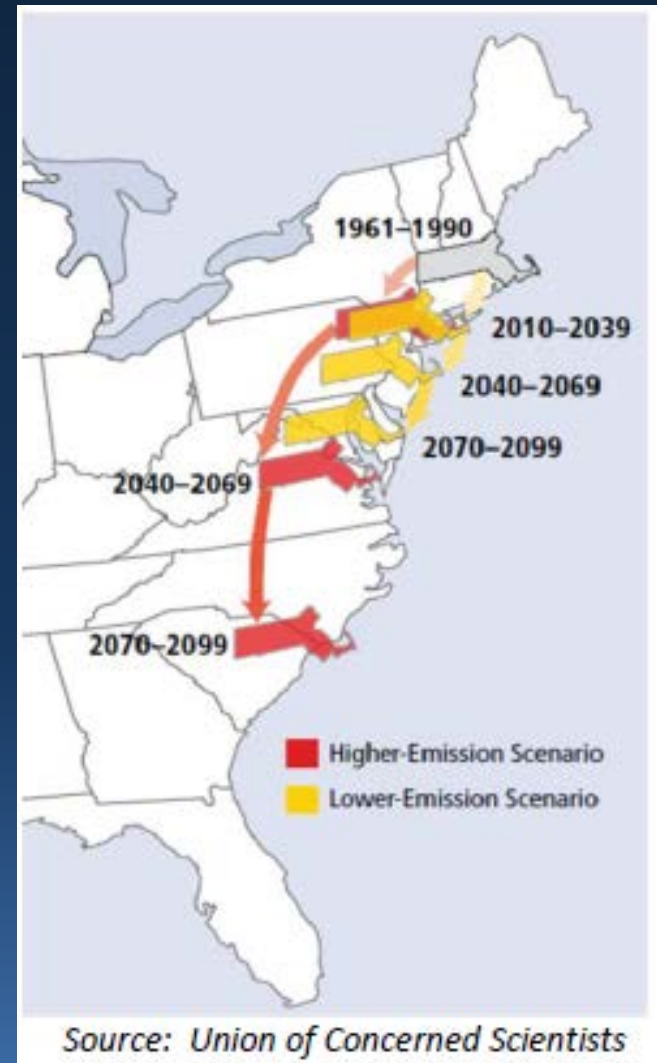 1961–1990
2010–2039
2040–2069
2070–2099
2040–2069
2070–2099
Higher-Emission Scenario
Lower-Emission Scenario
Source: Union of Concerned Scientists